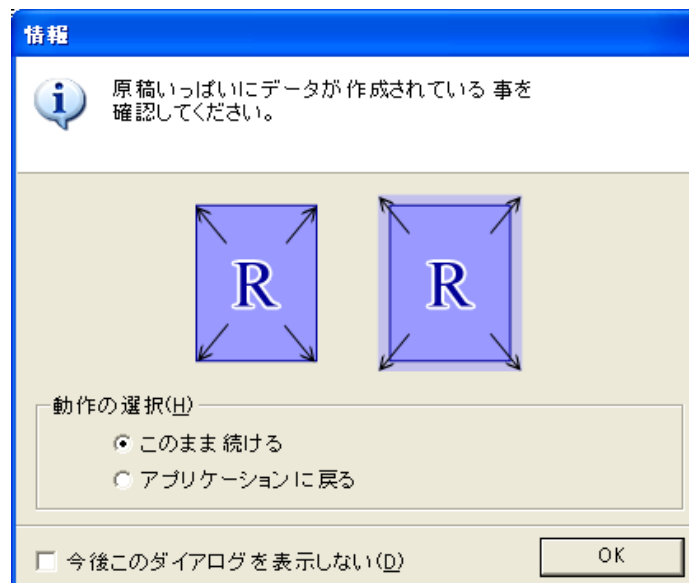 情報
原稿いっぱいにデータが作成されている事を
確認してください。
R R
動作の選択(H)
このまま続ける
アプリケーションに戻る
今後このダイアログを表示しない(D)
OK